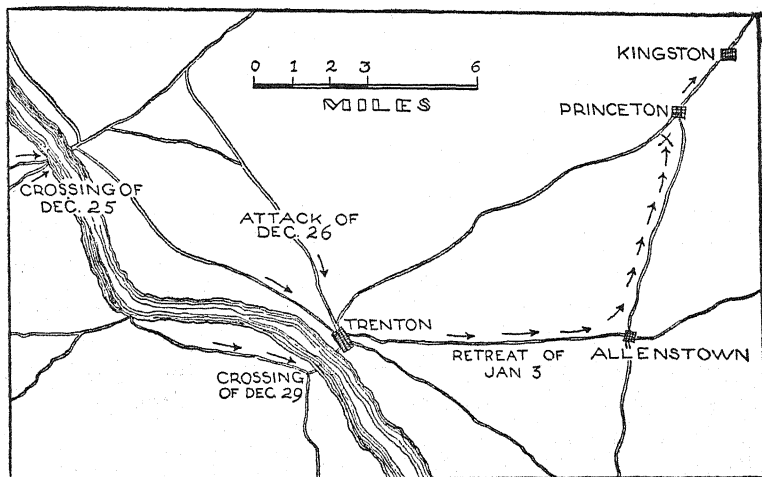 0 1 2 3 6
MILES
KINGSTON
PRINCETON
CROSSING OF
DEC. 25
ATTACK OF
DEC. 26
TRENTON
RETREAT OF
JAN 3
ALLENSTOWN
CROSSING
OF DEC. 29